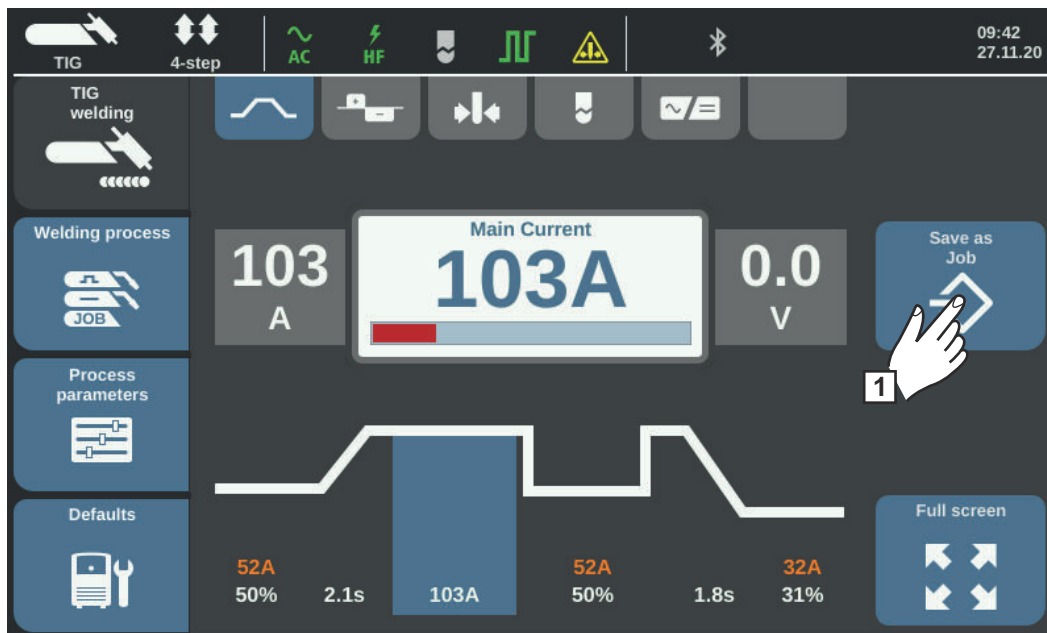 TIG
4-step
AC
HF
09:42
27.11.20
TIG
welding
Welding process
JOB
Process
parameters
Defaults
103
A
Main Current
103A
0.0
V
Save as
Job
1
Full screen
52A
52A
32A
50%
2.1s
103A
50%
1.8s
31%